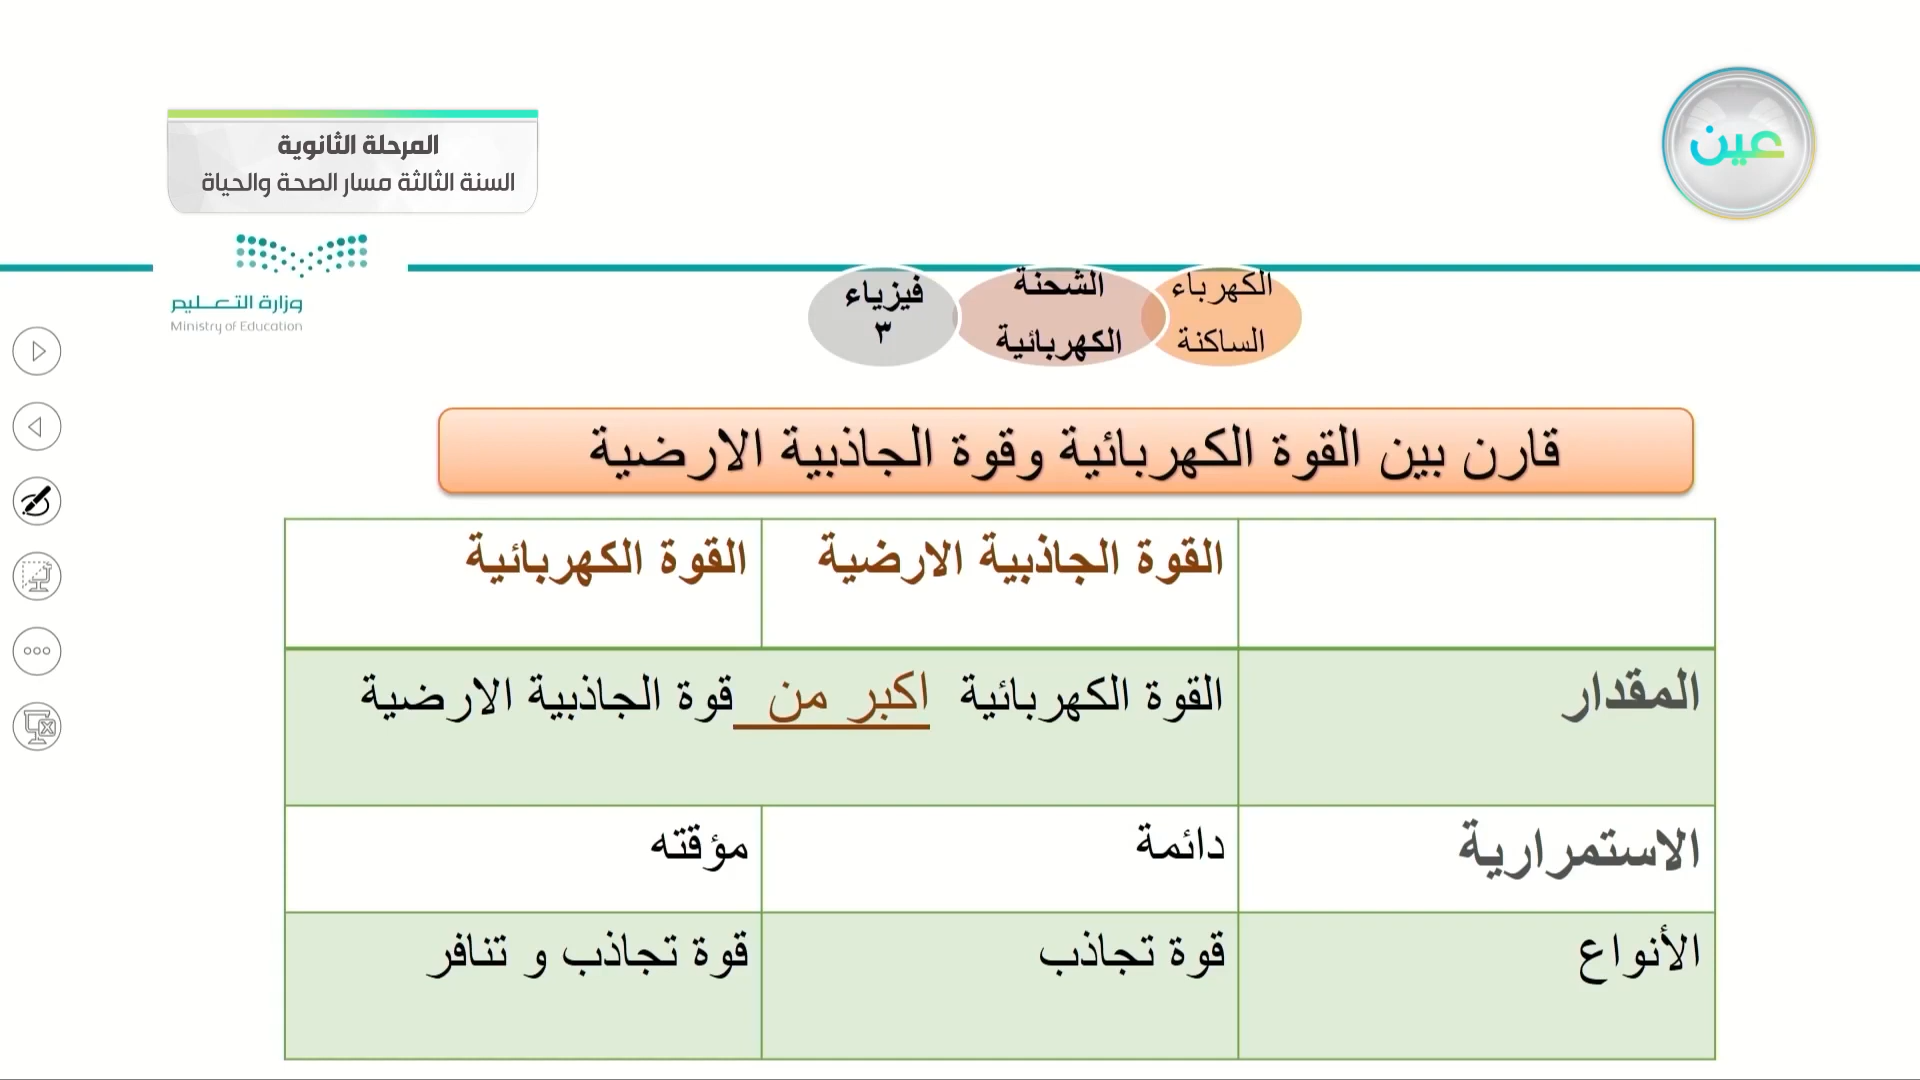 عين
المرحلة الثانوية
السنة الثالثة مسار الصحة والحياة
وزارة التعليم
Ministry of Education
الكهرباء
الساكنة
الشحنة
الكهربائية
فيزياء
٣
قارن بين القوة الكهربائية وقوة الجاذبية الارضية
القوة الجاذبية الارضية
القوة الكهربائية
المقدار
القوة الكهربائية اكبر من قوة الجاذبية الارضية
الاستمرارية
دائمة
مؤقته
الأنواع
قوة تجاذب
قوة تجاذب و تنافر